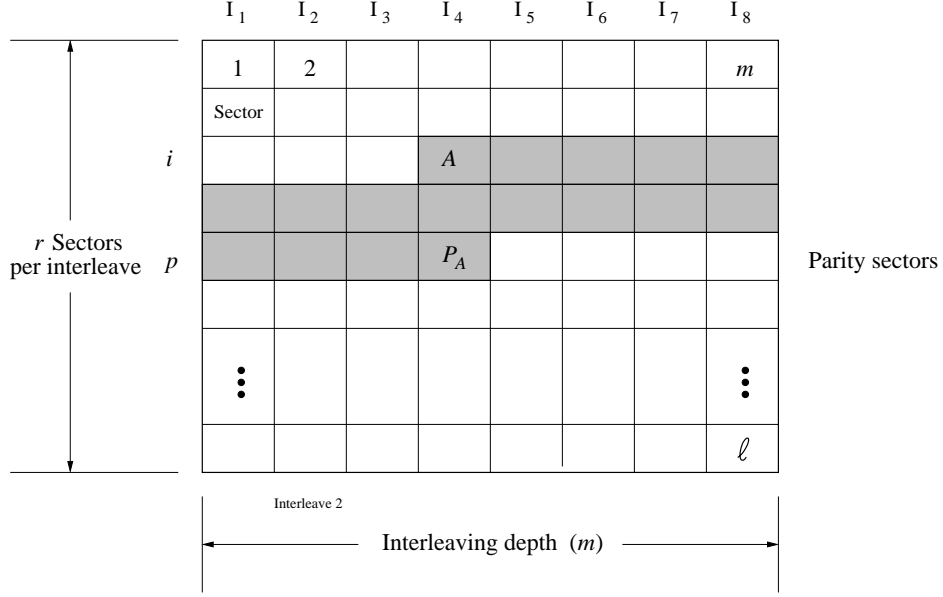 I 1 I 2 I 3 I 4 I 5 I 6 I 7 I 8
1 2 m
Sector
i A
r Sectors
per interleave
p P A
Parity sectors
ℓ
Interleave 2
Interleaving depth (m)